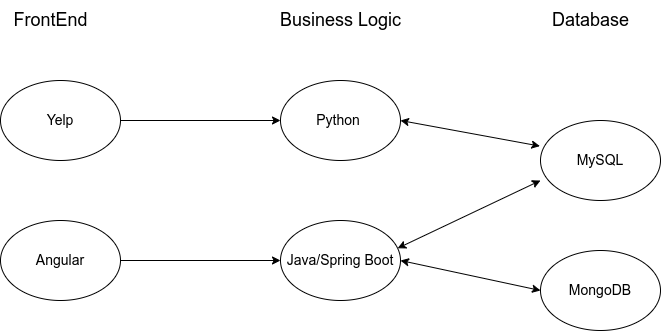 FrontEnd
Business Logic
Database
Yelp
Python
MySQL
Angular
Java/Spring Boot
MongoDB